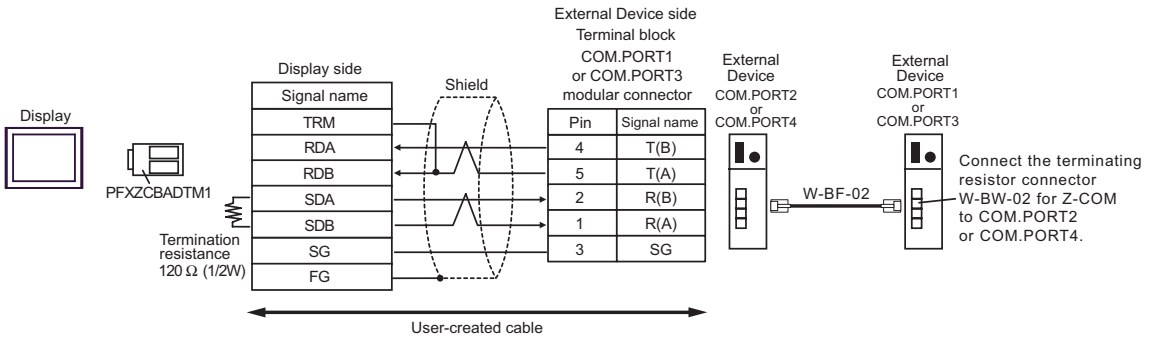 Display
PFXZCBADTM1
Termination
resistance
120 Ω (1/2W)
Display side
Signal name
TRM
RDA
RDB
SDA
SDB
SG
FG
Shield
External Device side
Terminal block
COM.PORT1
or COM.PORT3
modular connector
Pin Signal name
4 T(B)
5 T(A)
2 R(B)
1 R(A)
3 SG
User-created cable
External
Device
COM.PORT2
or
COM.PORT4
W-BF-02
External
Device
COM.PORT1
or
COM.PORT3
Connect the terminating
resistor connector
W-BW-02 for Z-COM
to COM.PORT2
or COM.PORT4.